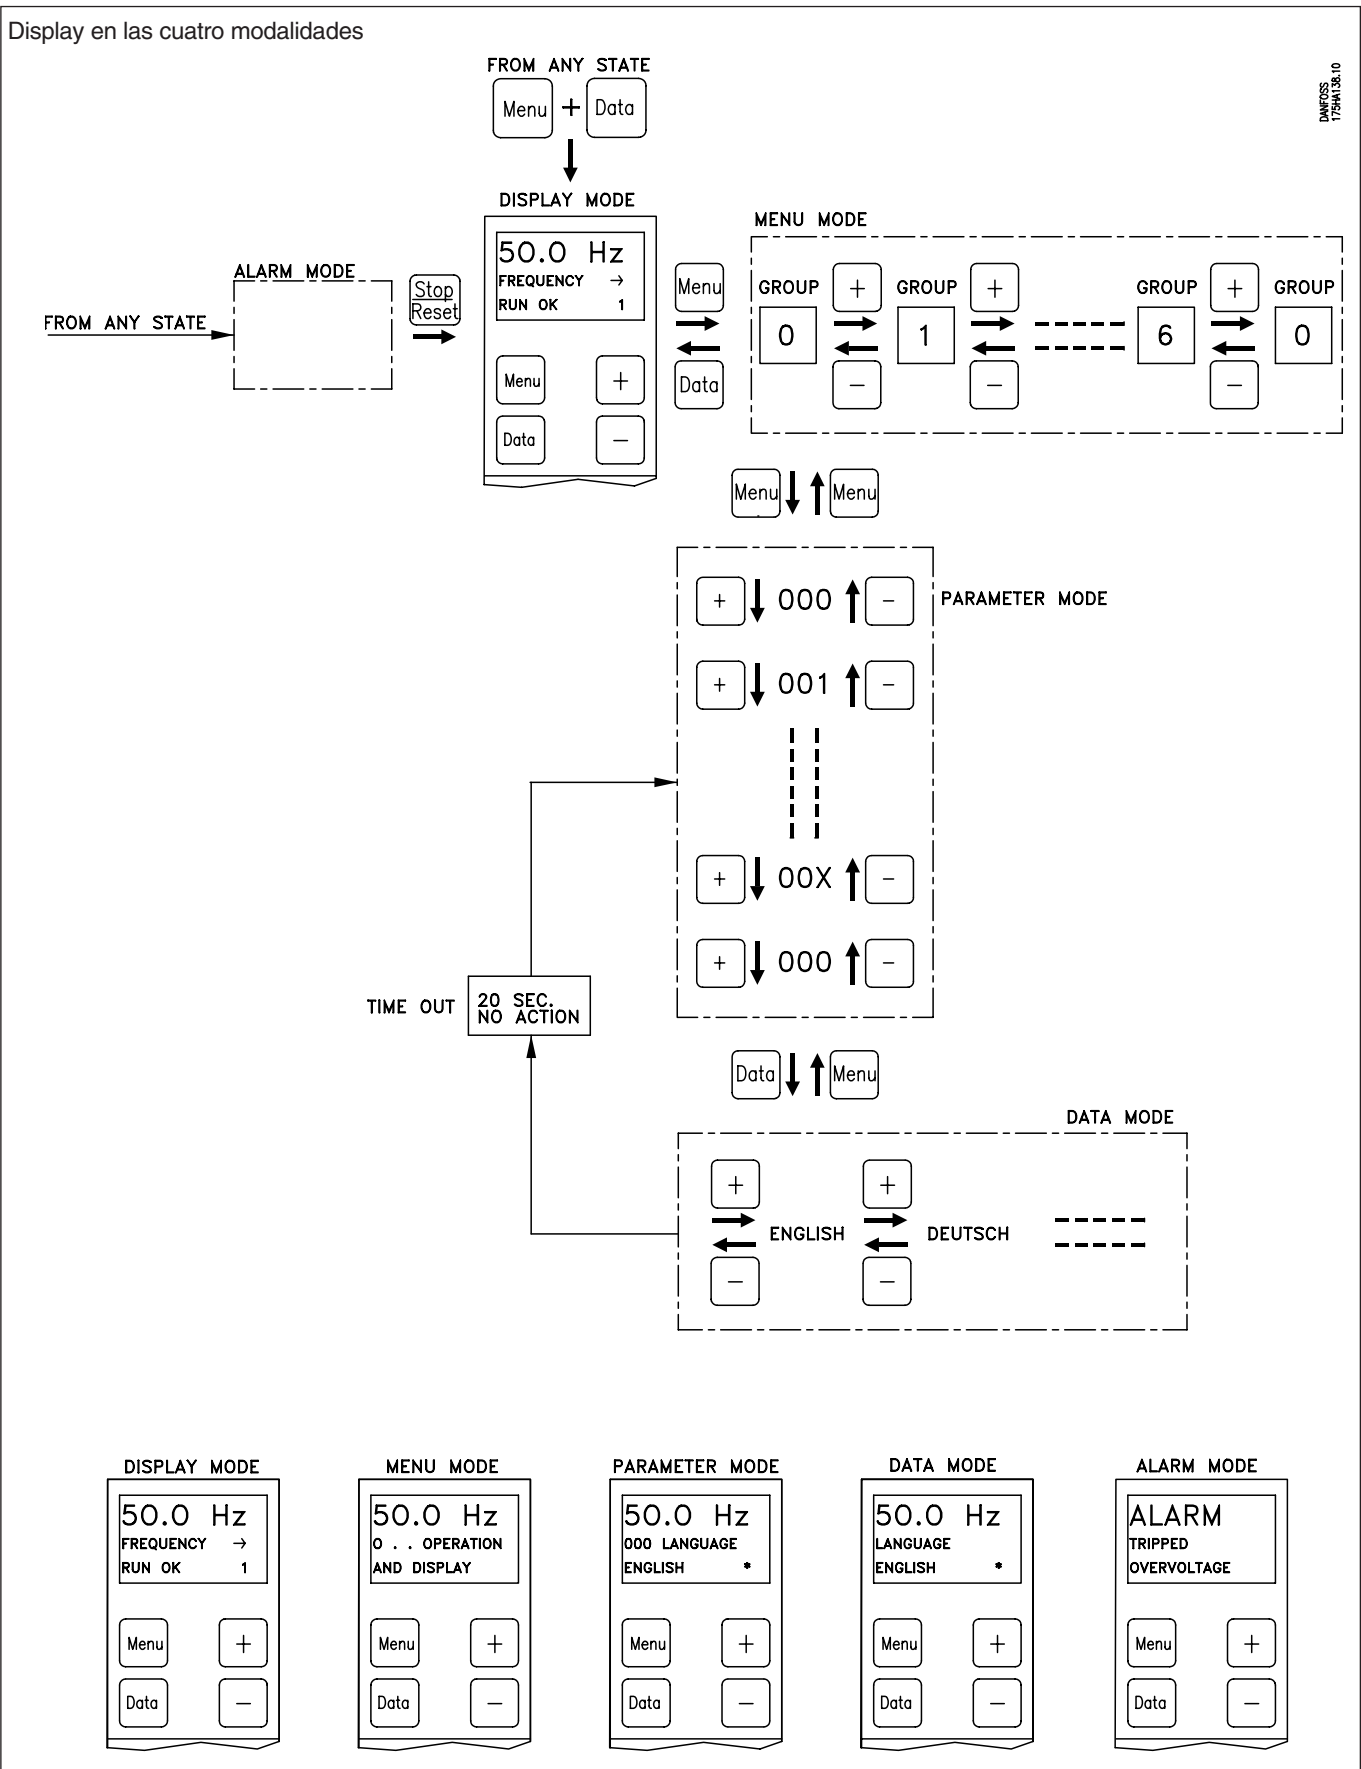 Display en las cuatro modalidades
FROM ANY STATE
Menu + Data
DANFOSS
175HA138.10
DISPLAY MODE
50.0 Hz
FREQUENCY →
RUN OK 1
Menu +
Data −
ALARM MODE
FROM ANY STATE
Stop
Reset
Menu
Data
MENU MODE
GROUP + GROUP + GROUP + GROUP
0 1 6 0
− − −
Menu Menu
PARAMETER MODE
+ 000 −
+ 001 −
+ 00X −
+ 000 −
TIME OUT
20 SEC.
NO ACTION
Data Menu
DATA MODE
+ +
ENGLISH DEUTSCH
− −
DISPLAY MODE
50.0 Hz
FREQUENCY →
RUN OK 1
Menu +
Data −
MENU MODE
50.0 Hz
0 . . OPERATION
AND DISPLAY
Menu +
Data −
PARAMETER MODE
50.0 Hz
000 LANGUAGE
ENGLISH *
Menu +
Data −
DATA MODE
50.0 Hz
LANGUAGE
ENGLISH *
Menu +
Data −
ALARM MODE
ALARM
TRIPPED
OVERVOLTAGE
Menu +
Data −